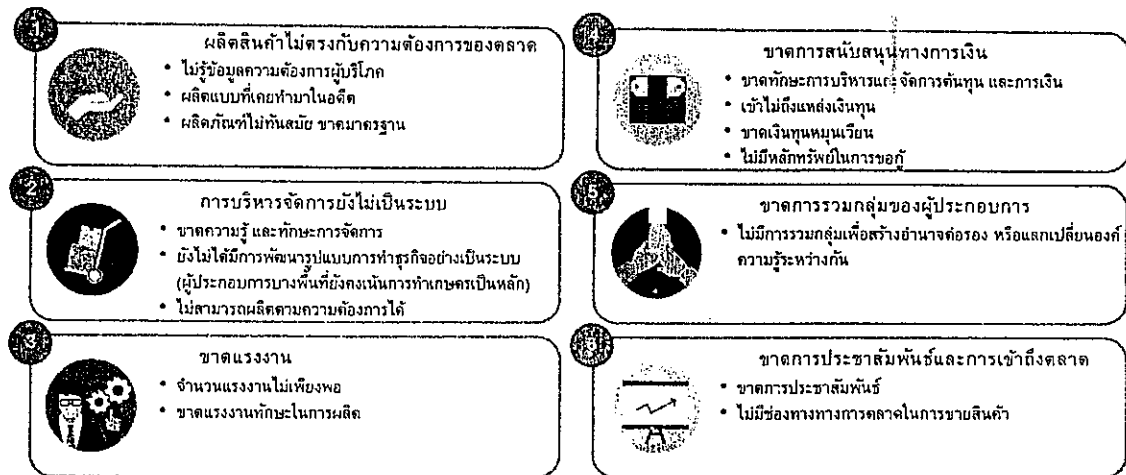 1
ผลิตสินค้าไม่ตรงกับความต้องการของตลาด
• ไม่รู้ข้อมูลความต้องการผู้บริโภค
• ผลิตแบบที่เคยทำมาในอดีต
• ผลิตภัณฑ์ไม่ทันสมัย ขาดมาตรฐาน
2
การบริหารจัดการยังไม่เป็นระบบ
• ขาดความรู้ และทักษะการจัดการ
• ยังไม่ได้มีการพัฒนารูปแบบการทำธุรกิจอย่างเป็นระบบ
(ผู้ประกอบการบางพื้นที่ยังคงเน้นการทำเกษตรเป็นหลัก)
• ไม่สามารถผลิตตามความต้องการได้
3
ขาดแรงงาน
• จำนวนแรงงานไม่เพียงพอ
• ขาดแรงงานทักษะในการผลิต
4
ขาดการสนับสนุนทางการเงิน
• ขาดทักษะการบริหารและจัดการต้นทุน และการเงิน
• เข้าไม่ถึงแหล่งเงินทุน
• ขาดเงินทุนหมุนเวียน
• ไม่มีหลักทรัพย์ในการขอกู้
5
ขาดการรวมกลุ่มของผู้ประกอบการ
• ไม่มีการรวมกลุ่มเพื่อสร้างอำนาจต่อรอง หรือแลกเปลี่ยนองค์
ความรู้ระหว่างกัน
6
ขาดการประชาสัมพันธ์และการเข้าถึงตลาด
• ขาดการประชาสัมพันธ์
• ไม่มีช่องทางทางการตลาดในการขายสินค้า